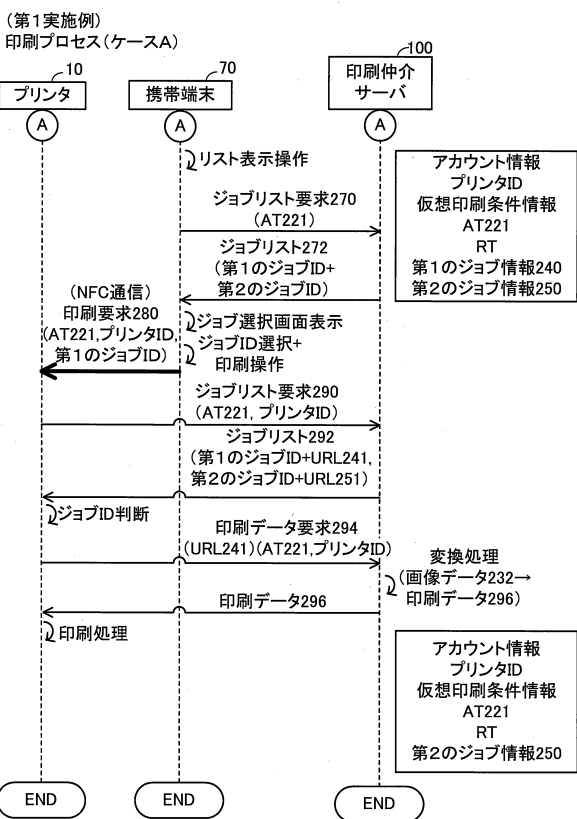 (第1実施例)
印刷プロセス(ケースA)
10
プリンタ
70
携帯端末
100
印刷仲介
サーバ
A
A
A
リスト表示操作
アカウント情報
プリンタID
仮想印刷条件情報
AT221
RT
第1のジョブ情報240
第2のジョブ情報250
ジョブリスト要求270
(AT221)
ジョブリスト272
(第1のジョブID+
第2のジョブID)
(NFC通信)
印刷要求280
(AT221,プリンタID,
第1のジョブID)
ジョブ選択画面表示
ジョブID選択+
印刷操作
ジョブリスト要求290
(AT221, プリンタID)
ジョブリスト292
(第1のジョブID+URL241,
第2のジョブID+URL251)
ジョブID判断
印刷データ要求294
(URL241)(AT221,プリンタID)
変換処理
(画像データ232→
印刷データ296)
印刷データ296
印刷処理
アカウント情報
プリンタID
仮想印刷条件情報
AT221
RT
第2のジョブ情報250
END
END
END